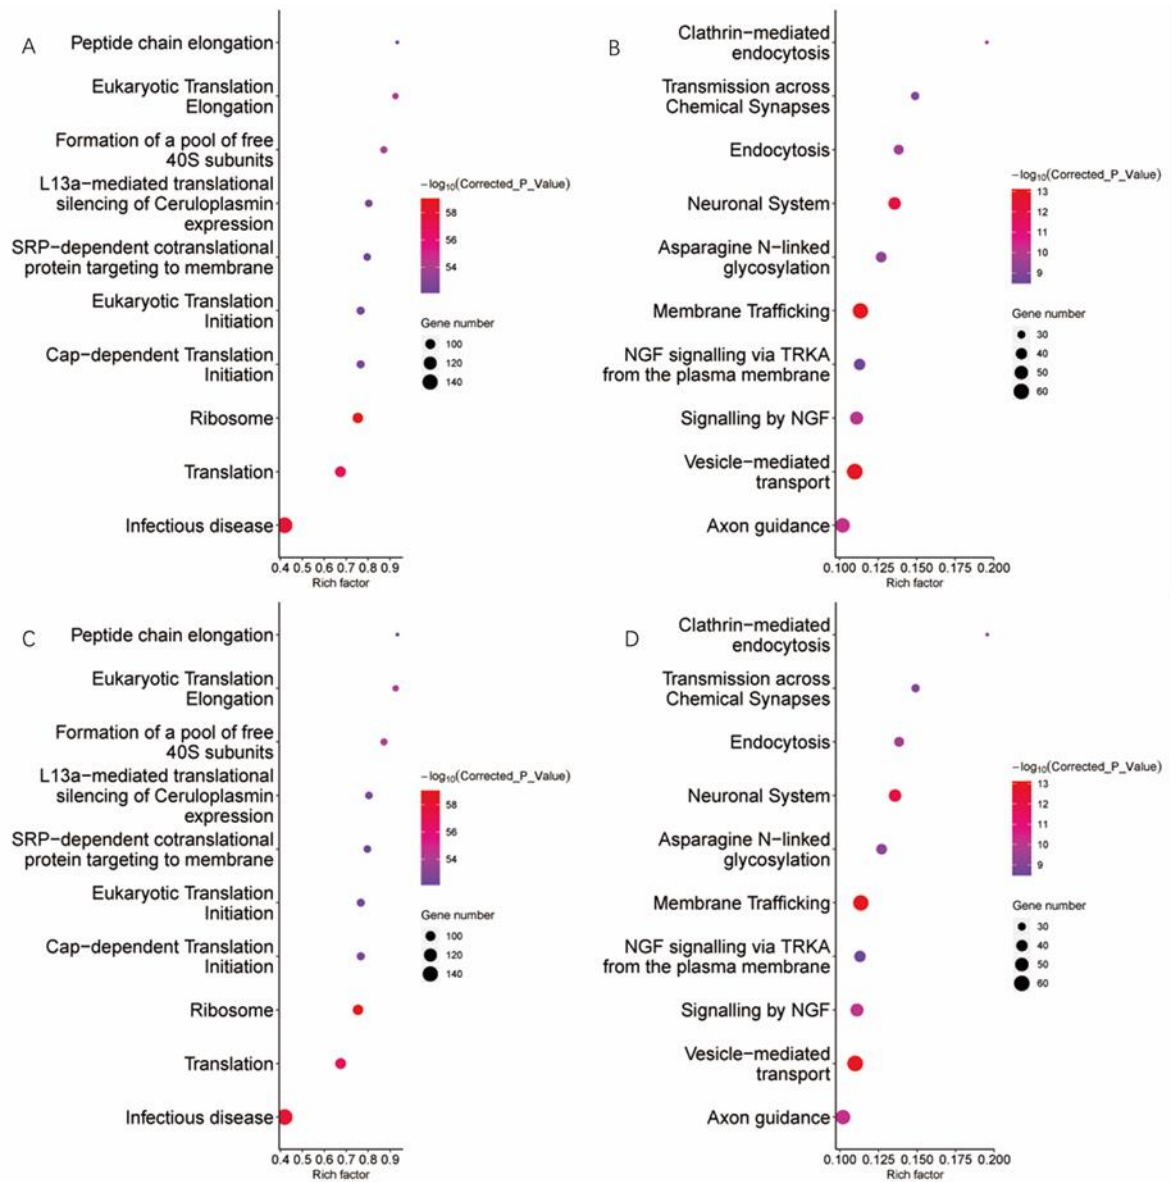 A
Peptide chain elongation
Eukaryotic Translation
Elongation
Formation of a pool of free
40S subunits
L13a−mediated translational
silencing of Ceruloplasmin
expression
SRP−dependent cotranslational
protein targeting to membrane
Eukaryotic Translation
Initiation
Cap−dependent Translation
Initiation
Ribosome
Translation
Infectious disease
0.4 0.5 0.6 0.7 0.8 0.9
Rich factor
−log10(Corrected_P_Value)
58
56
54
Gene number
100
120
140
B
Clathrin−mediated
endocytosis
Transmission across
Chemical Synapses
Endocytosis
Neuronal System
Asparagine N−linked
glycosylation
Membrane Trafficking
NGF signalling via TRKA
from the plasma membrane
Signalling by NGF
Vesicle−mediated
transport
Axon guidance
0.100 0.125 0.150 0.175 0.200
Rich factor
−log10(Corrected_P_Value)
13
12
11
10
9
Gene number
30
40
50
60
C
Peptide chain elongation
Eukaryotic Translation
Elongation
Formation of a pool of free
40S subunits
L13a−mediated translational
silencing of Ceruloplasmin
expression
SRP−dependent cotranslational
protein targeting to membrane
Eukaryotic Translation
Initiation
Cap−dependent Translation
Initiation
Ribosome
Translation
Infectious disease
0.4 0.5 0.6 0.7 0.8 0.9
Rich factor
−log10(Corrected_P_Value)
58
56
54
Gene number
100
120
140
D
Clathrin−mediated
endocytosis
Transmission across
Chemical Synapses
Endocytosis
Neuronal System
Asparagine N−linked
glycosylation
Membrane Trafficking
NGF signalling via TRKA
from the plasma membrane
Signalling by NGF
Vesicle−mediated
transport
Axon guidance
0.100 0.125 0.150 0.175 0.200
Rich factor
−log10(Corrected_P_Value)
13
12
11
10
9
Gene number
30
40
50
60